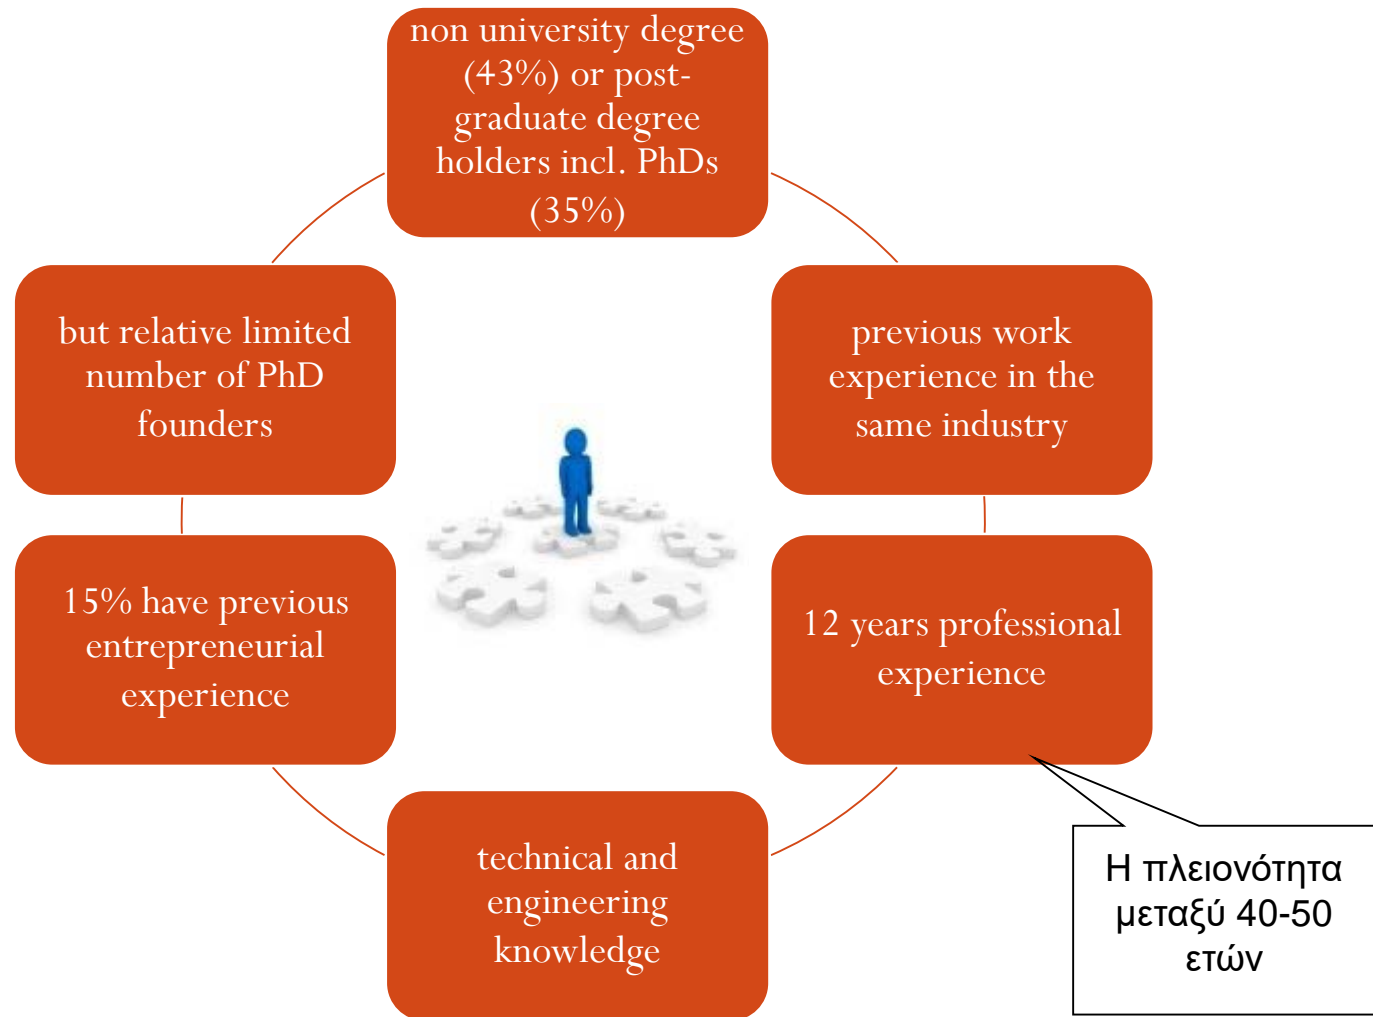 non university degree
(43%) or post-
graduate degree
holders incl. PhDs
(35%)
previous work
experience in the
same industry
12 years professional
experience
Η πλειονότητα
μεταξύ 40-50
ετών
technical and
engineering
knowledge
15% have previous
entrepreneurial
experience
but relative limited
number of PhD
founders